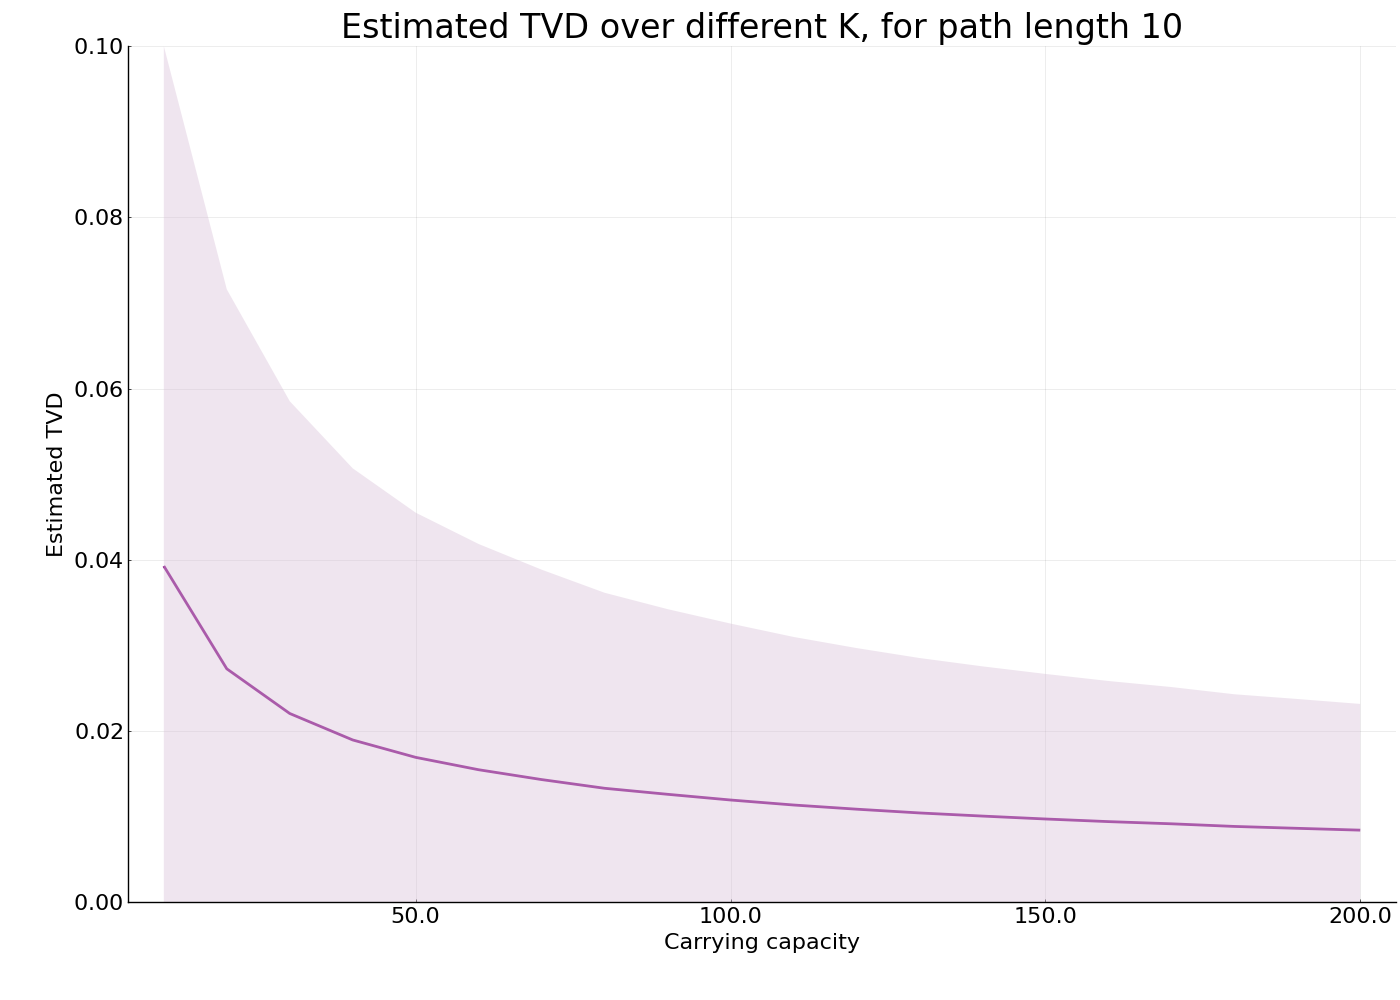 Estimated TVD over different K, for path length 10
0.10
0.08
0.06
0.04
0.02
0.00
Estimated TVD
50.0 100.0 150.0 200.0
Carrying capacity